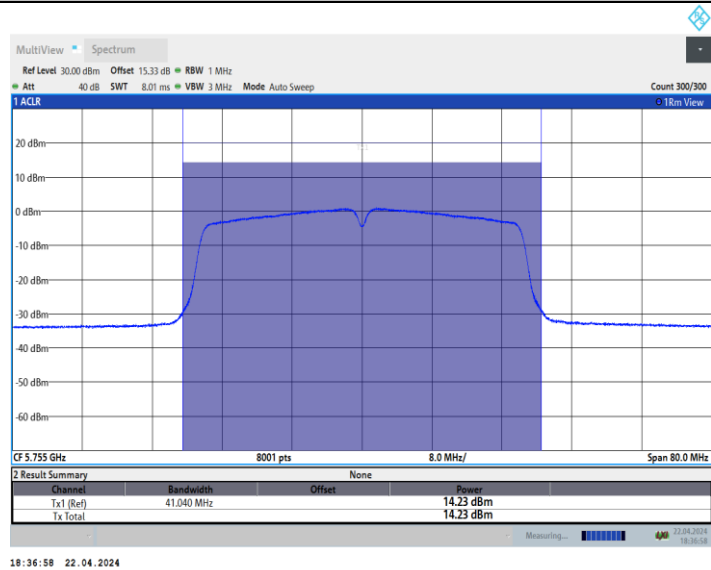 MultiView Spectrum
Ref Level 30.00 dBm Offset 15.33 dB RBW 1 MHz
Att 40 dB SWT 8.01 ms VBW 3 MHz Mode Auto Sweep Count 300/300
1 ACLR 1Rm View
20 dBm
10 dBm
0 dBm
-10 dBm
-20 dBm
-30 dBm
-40 dBm
-50 dBm
-60 dBm
CF 5.755 GHz 8001 pts 8.0 MHz/ Span 80.0 MHz
2 Result Summary None
Channel Bandwidth Offset Power
Tx1 (Ref) 41.040 MHz 14.23 dBm
Tx Total 14.23 dBm
Measuring... 22.04.2024
18:36:58
18:36:58 22.04.2024